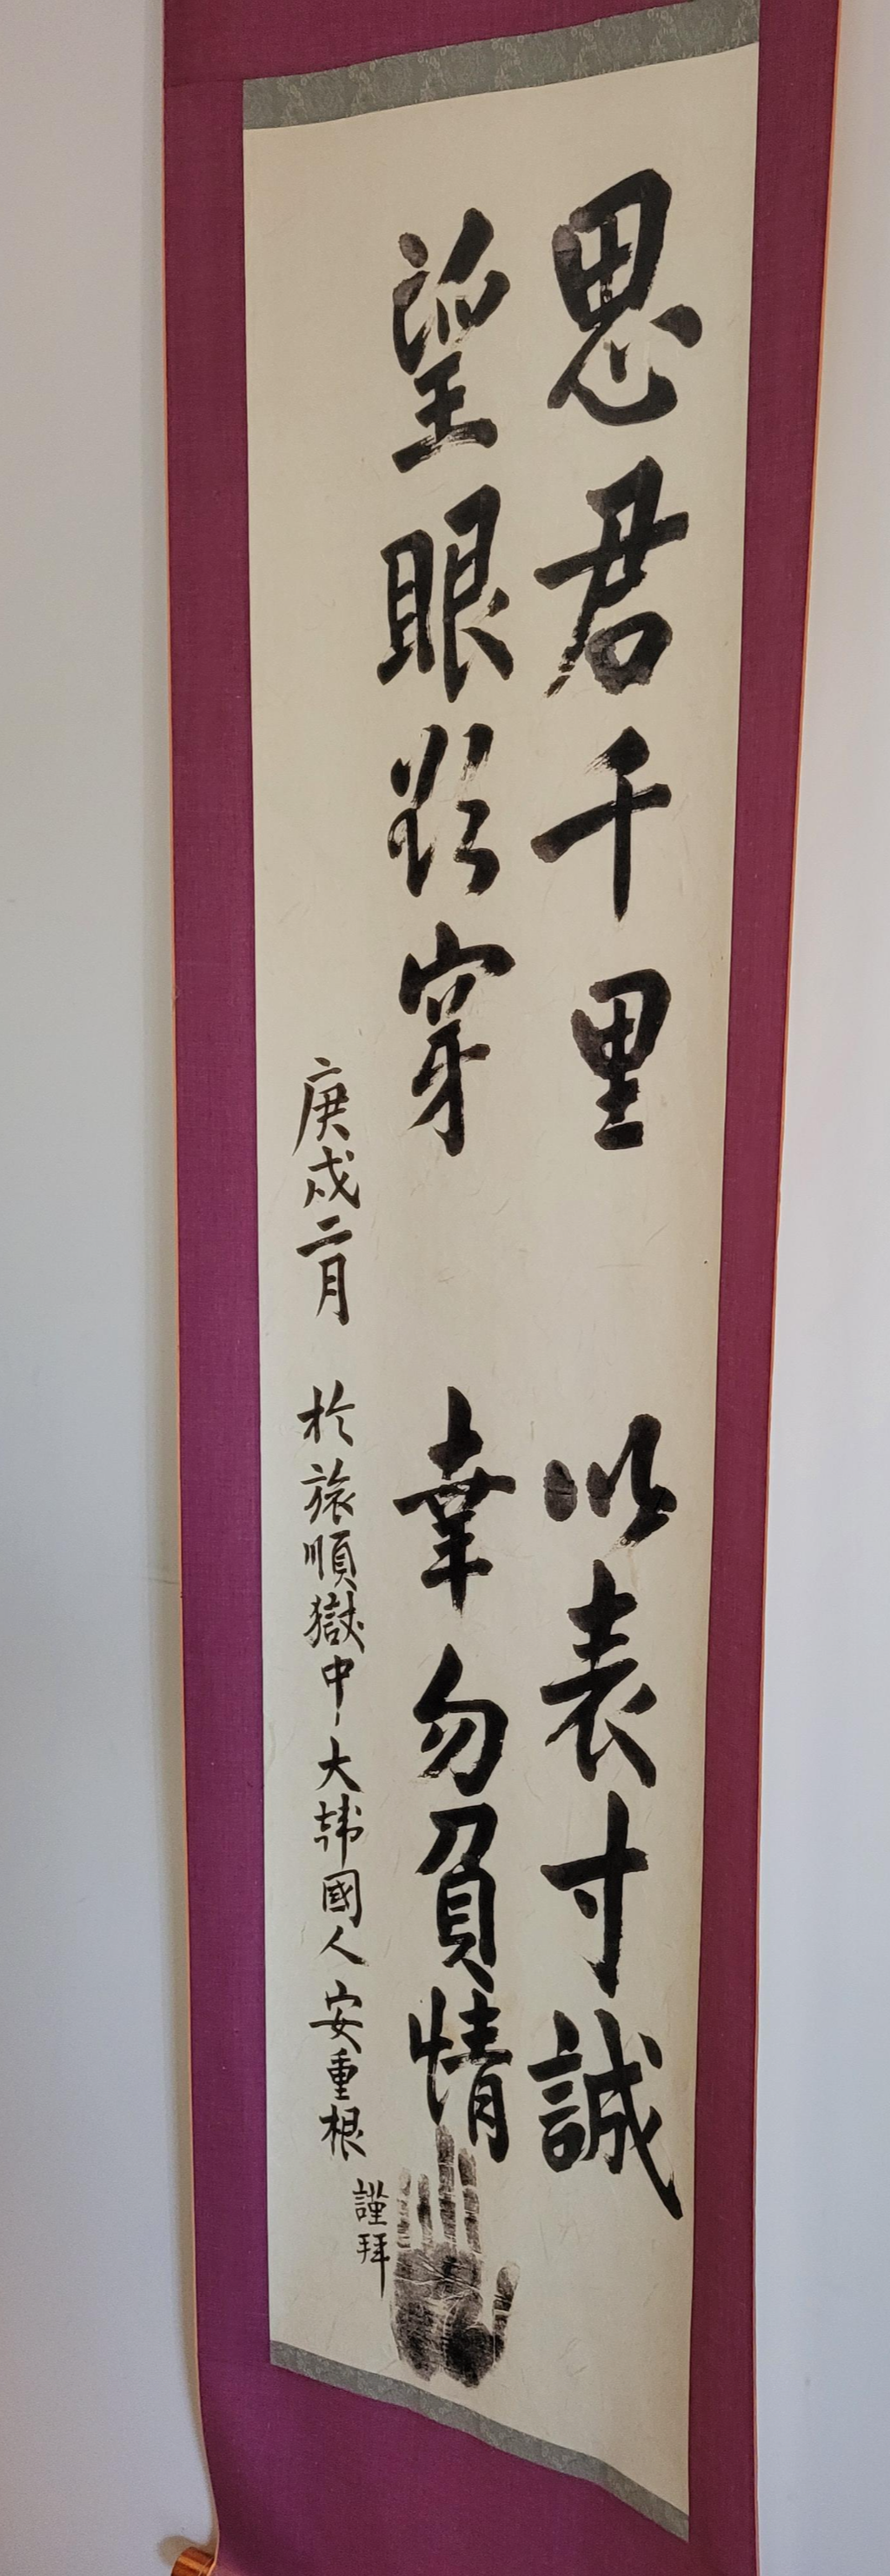 思君千里 以表寸誠
望眼欲穿 幸勿負情
庚戌二月 於旅順獄中 大韓國人 安重根
謹拜